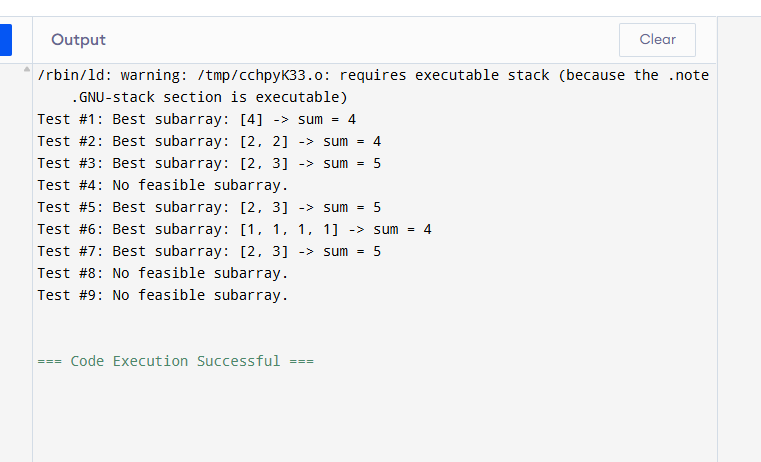 Output
Clear
/rbin/ld: warning: /tmp/cchpyK33.o: requires executable stack (because the .note
.GNU-stack section is executable)
Test #1: Best subarray: [4] -> sum = 4
Test #2: Best subarray: [2, 2] -> sum = 4
Test #3: Best subarray: [2, 3] -> sum = 5
Test #4: No feasible subarray.
Test #5: Best subarray: [2, 3] -> sum = 5
Test #6: Best subarray: [1, 1, 1, 1] -> sum = 4
Test #7: Best subarray: [2, 3] -> sum = 5
Test #8: No feasible subarray.
Test #9: No feasible subarray.
=== Code Execution Successful ===